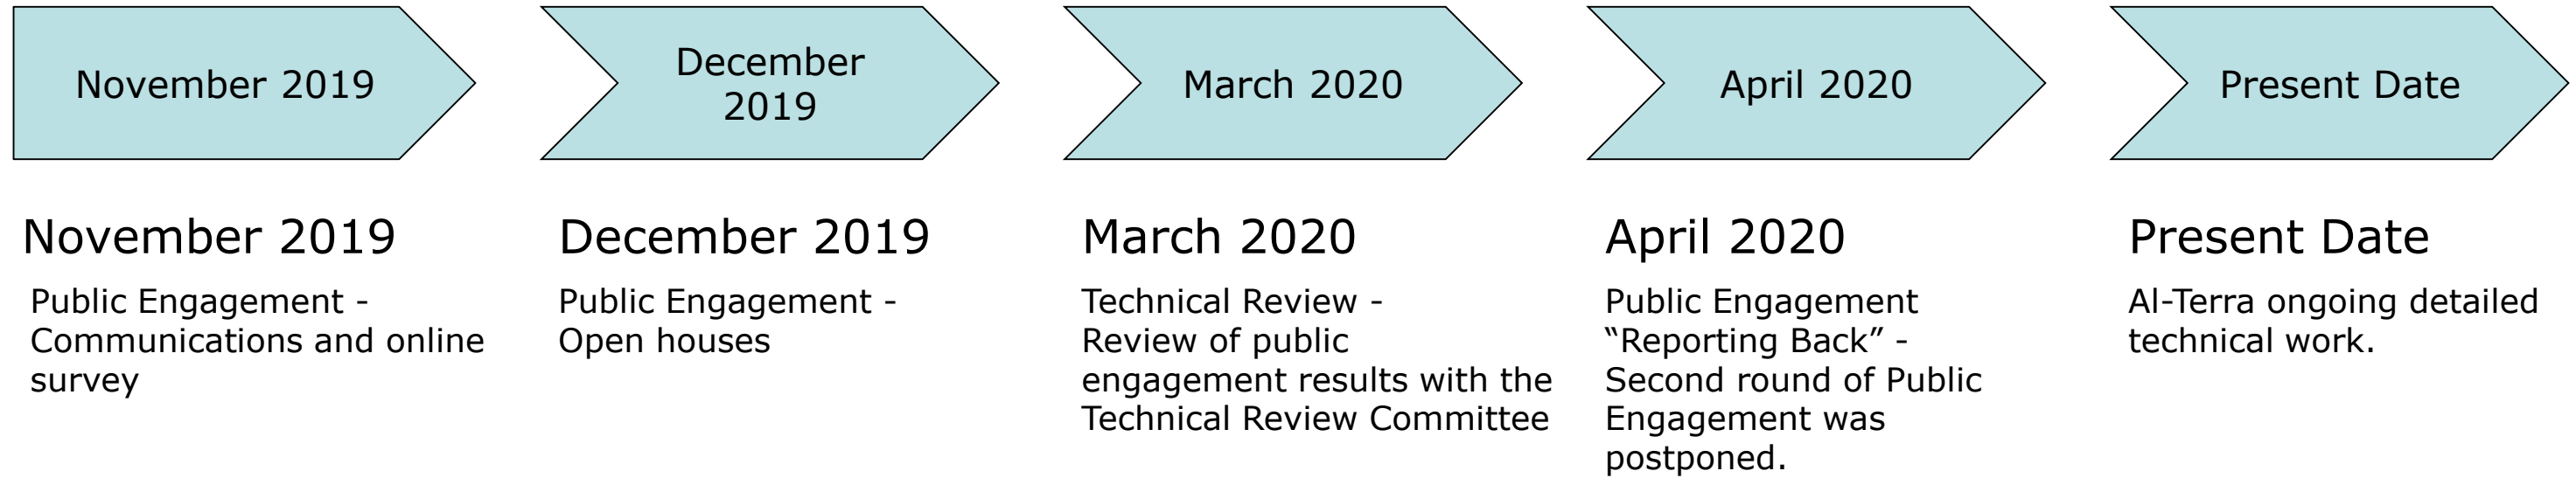 November 2019
December
2019
March 2020
April 2020
Present Date
November 2019
Public Engagement -
Communications and online
survey
December 2019
Public Engagement -
Open houses
March 2020
Technical Review -
Review of public
engagement results with the
Technical Review Committee
April 2020
Public Engagement
“Reporting Back” -
Second round of Public
Engagement was
postponed.
Present Date
Al-Terra ongoing detailed
technical work.